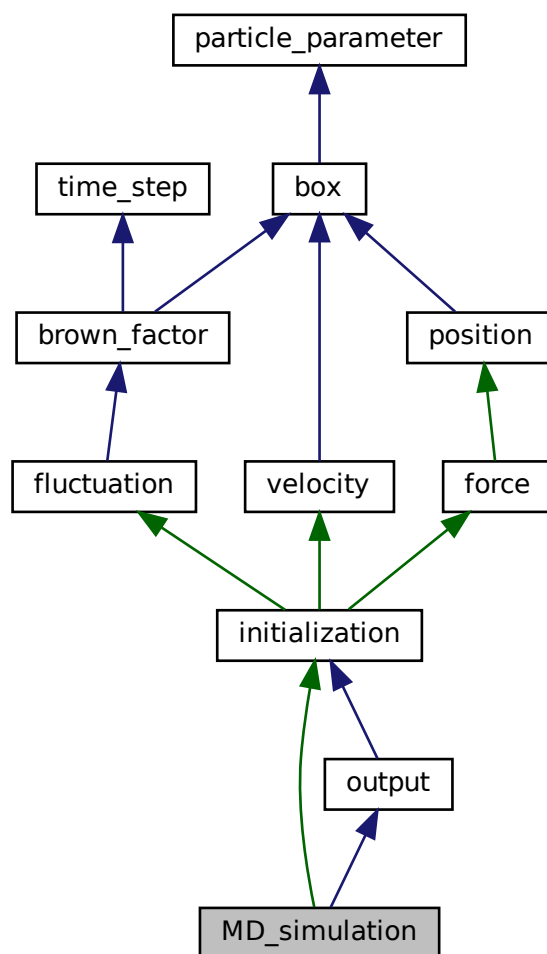 particle_parameter
time_step
box
brown_factor
position
fluctuation
velocity
force
initialization
output
MD_simulation